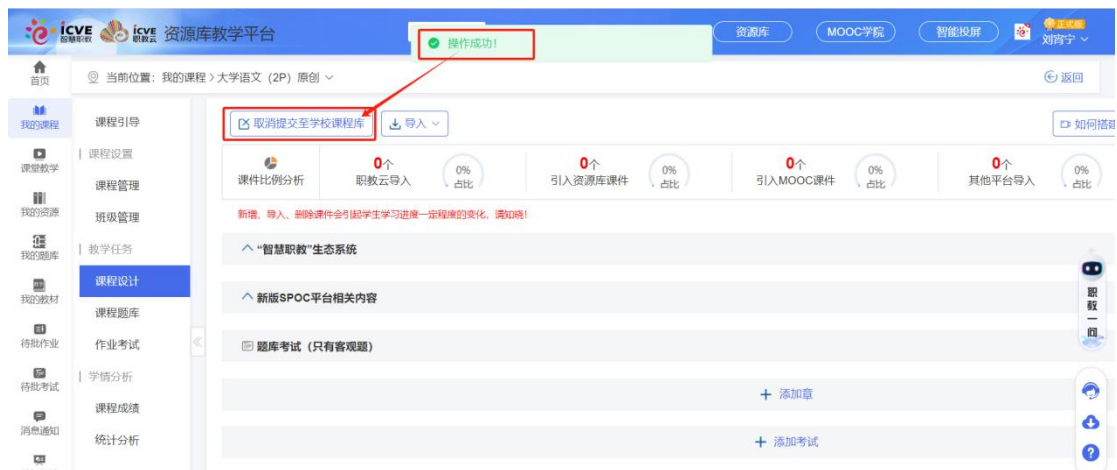 icve 智慧职教 icve 职教云 资源库教学平台
操作成功!
资源库
MOOC学院
智能投屏
正式版
刘宵宁
首页
当前位置：我的课程 > 大学语文（2P）原创
返回
我的课程
课堂教学
我的资源
我的题库
我的教材
待批作业
待批考试
消息通知
课程引导
课程设置
课程管理
班级管理
教学任务
课程设计
课程题库
作业考试
学情分析
课程成绩
统计分析
取消提交至学校课程库
导入
如何搭建
课件比例分析
0个
职教云导入
0%
占比
0个
引入资源库课件
0%
占比
0个
引入MOOC课件
0%
占比
0个
其他平台导入
0%
占比
新增、导入、删除课件会引起学生学习进度一定程度的变化，请知晓！
“智慧职教”生态系统
新版SPOC平台相关内容
题库考试（只有客观题）
+ 添加章
+ 添加考试
职教一问